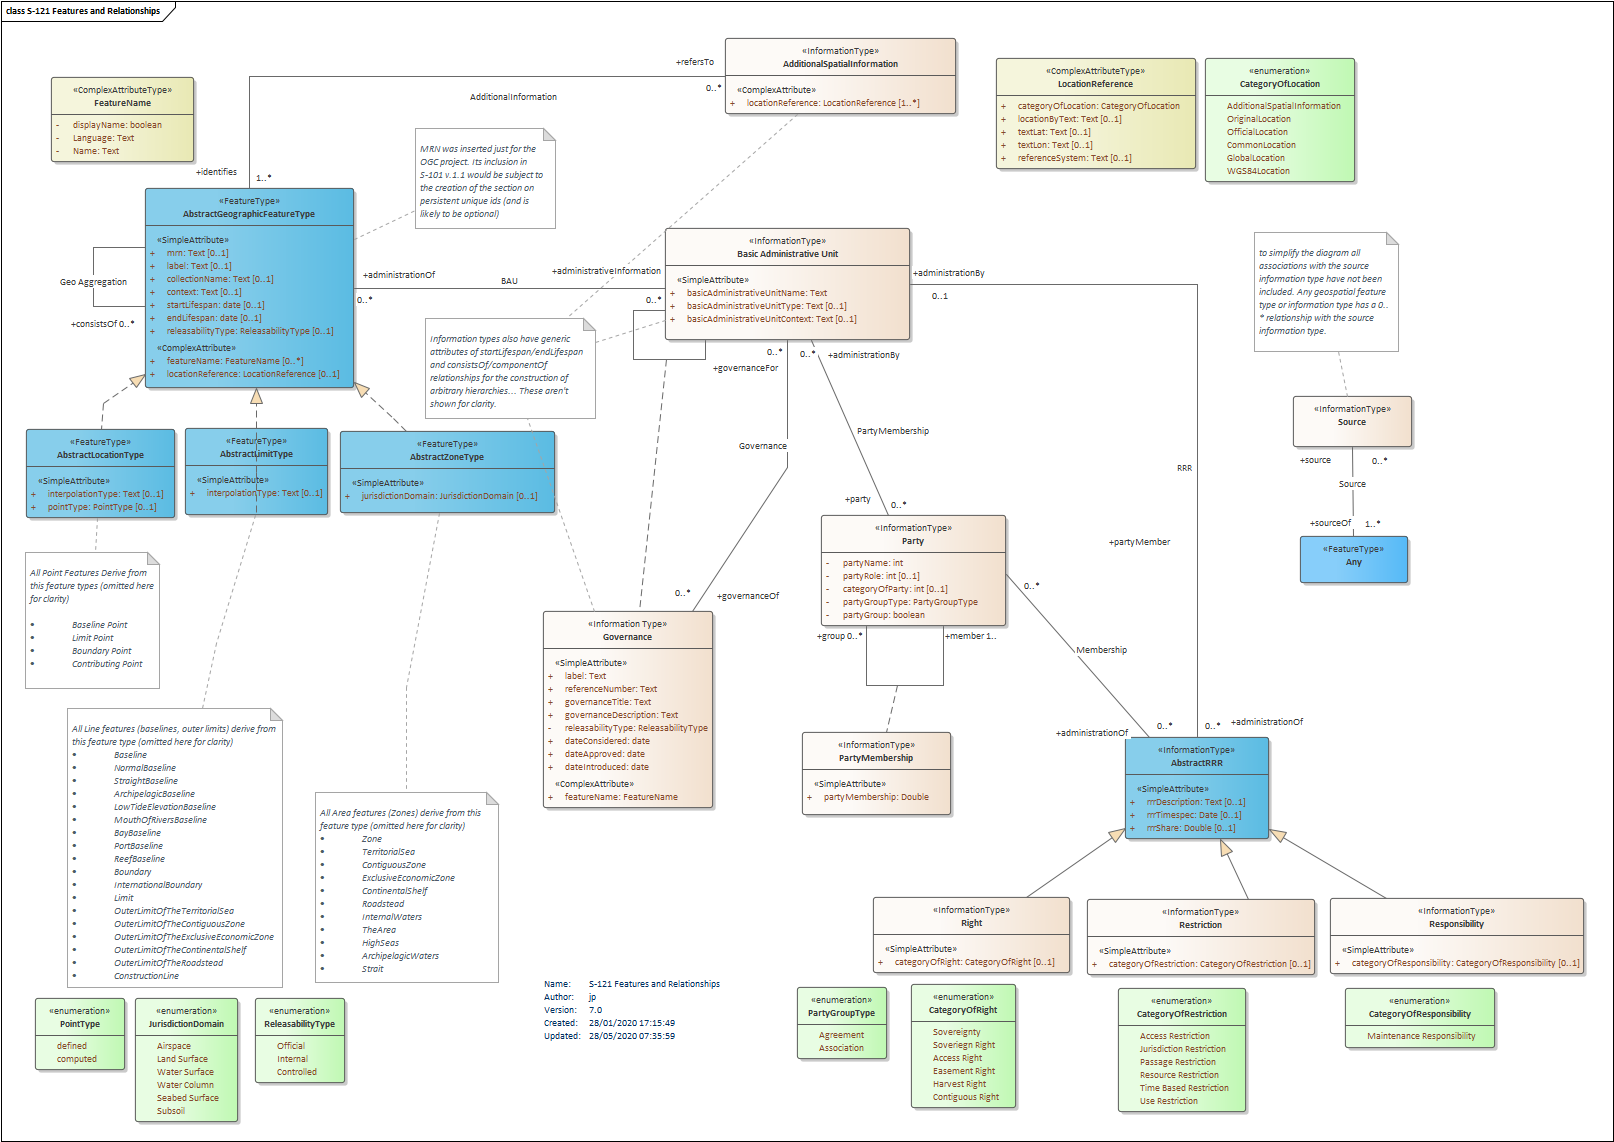 class S-121 Features and Relationships
«InformationType»
AdditionalSpatialInformation
«ComplexAttribute»
+ locationReference: LocationReference [1..*]
+refersTo
0..*
AdditionalInformation
+identifies
1..*
«ComplexAttributeType»
FeatureName
- displayName: boolean
- Language: Text
- Name: Text
«ComplexAttributeType»
LocationReference
+ categoryOfLocation: CategoryOfLocation
+ locationByText: Text [0..1]
+ textLat: Text [0..1]
+ textLon: Text [0..1]
+ referenceSystem: Text [0..1]
«enumeration»
CategoryOfLocation
AdditionalSpatialInformation
OriginalLocation
OfficialLocation
CommonLocation
GlobalLocation
WGS84Location
MRN was inserted just for the
OGC project. Its inclusion in
S-101 v.1.1 would be subject to
the creation of the section on
persistent unique ids (and is
likely to be optional)
«FeatureType»
AbstractGeographicFeatureType
«SimpleAttribute»
+ mrn: Text [0..1]
+ label: Text [0..1]
+ collectionName: Text [0..1]
+ context: Text [0..1]
+ startLifespan: date [0..1]
+ endLifespan: date [0..1]
+ releasabilityType: ReleasabilityType [0..1]
«ComplexAttribute»
+ featureName: FeatureName [0..*]
+ locationReference: LocationReference [0..1]
Geo Aggregation
+consistsOf 0..*
+administrationOf
0..*
BAU
+administrativeInformation
0..*
«InformationType»
Basic Administrative Unit
«SimpleAttribute»
+ basicAdministrativeUnitName: Text
+ basicAdministrativeUnitType: Text [0..1]
+ basicAdministrativeUnitContext: Text [0..1]
+administrationBy
0..1
to simplify the diagram all
associations with the source
information type have not been
included. Any geospatial feature
type or information type has a 0..
* relationship with the source
information type.
Information types also have generic
attributes of startLifespan/endLifespan
and consistsOf/componentOf
relationships for the construction of
arbitrary hierarchies... These aren't
shown for clarity.
0..*
+governanceFor
0..*
+administrationBy
Governance
PartyMembership
RRR
+party
0..*
0..*
+governanceOf
«InformationType»
Source
+source
0..*
Source
+sourceOf
1..*
«FeatureType»
Any
«FeatureType»
AbstractLocationType
«SimpleAttribute»
+ interpolationType: Text [0..1]
+ pointType: PointType [0..1]
«FeatureType»
AbstractLimitType
«SimpleAttribute»
+ interpolationType: Text [0..1]
«FeatureType»
AbstractZoneType
«SimpleAttribute»
+ jurisdictionDomain: JurisdictionDomain [0..1]
«InformationType»
Party
- partyName: int
- partyRole: int [0..1]
- categoryOfParty: int [0..1]
- partyGroupType: PartyGroupType
- partyGroup: boolean
+partyMember
0..*
+group 0..*
+member 1..
Membership
All Point Features Derive from
this feature types (omitted here
for clarity)
• Baseline Point
• Limit Point
• Boundary Point
• Contributing Point
«Information Type»
Governance
«SimpleAttribute»
+ label: Text
+ referenceNumber: Text
+ governanceTitle: Text
+ governanceDescription: Text
- releasabilityType: ReleasabilityType
+ dateConsidered: date
+ dateApproved: date
+ dateIntroduced: date
«ComplexAttribute»
+ featureName: FeatureName
All Line features (baselines, outer limits) derive from
this feature type (omitted here for clarity)
• Baseline
• NormalBaseline
• StraightBaseline
• ArchipelagicBaseline
• LowTideElevationBaseline
• MouthOfRiversBaseline
• BayBaseline
• PortBaseline
• ReefBaseline
• Boundary
• InternationalBoundary
• Limit
• OuterLimitOfTheTerritorialSea
• OuterLimitOfTheContiguousZone
• OuterLimitOfTheExclusiveEconomicZone
• OuterLimitOfTheContinentalShelf
• OuterLimitOfTheRoadstead
• ConstructionLine
All Area features (Zones) derive from this
feature type (omitted here for clarity)
• Zone
• TerritorialSea
• ContiguousZone
• ExclusiveEconomicZone
• ContinentalShelf
• Roadstead
• InternalWaters
• TheArea
• HighSeas
• ArchipelagicWaters
• Strait
«InformationType»
PartyMembership
«SimpleAttribute»
+ partyMembership: Double
0..*
+administrationOf
0..*
+administrationOf
«InformationType»
AbstractRRR
«SimpleAttribute»
+ rrrDescription: Text [0..1]
+ rrrTimespec: Date [0..1]
+ rrrShare: Double [0..1]
«InformationType»
Right
«SimpleAttribute»
+ categoryOfRight: CategoryOfRight [0..1]
«InformationType»
Restriction
«SimpleAttribute»
+ categoryOfRestriction: CategoryOfRestriction [0..1]
«InformationType»
Responsibility
«SimpleAttribute»
+ categoryOfResponsibility: CategoryOfResponsibility [0..1]
Name: S-121 Features and Relationships
Author: jp
Version: 7.0
Created: 28/01/2020 17:15:49
Updated: 28/05/2020 07:35:59
«enumeration»
PointType
defined
computed
«enumeration»
JurisdictionDomain
Airspace
Land Surface
Water Surface
Water Column
Seabed Surface
Subsoil
«enumeration»
ReleasabilityType
Official
Internal
Controlled
«enumeration»
PartyGroupType
Agreement
Association
«enumeration»
CategoryOfRight
Sovereignty
Soveriegn Right
Access Right
Easement Right
Harvest Right
Contiguous Right
«enumeration»
CategoryOfRestriction
Access Restriction
Jurisdiction Restriction
Passage Restriction
Resource Restriction
Time Based Restriction
Use Restriction
«enumeration»
CategoryOfResponsibility
Maintenance Responsibility